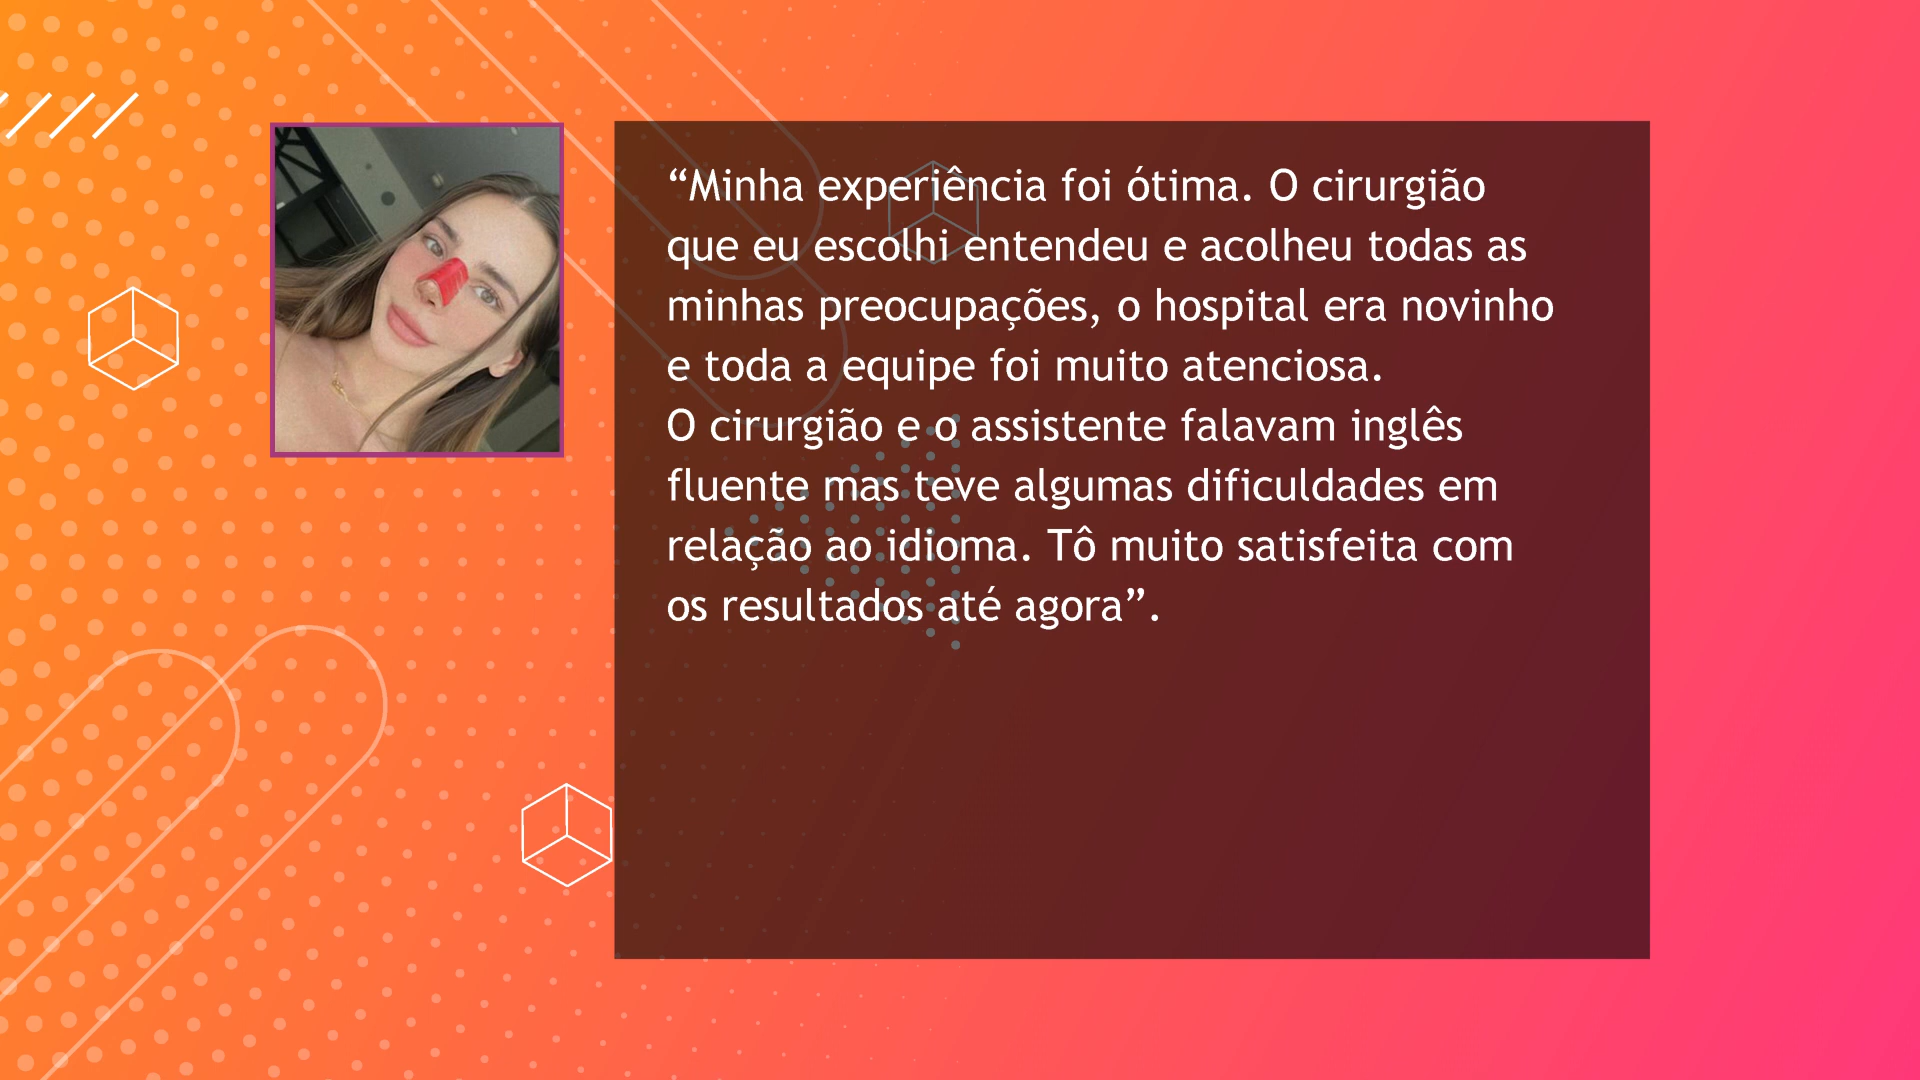 “Minha experiência foi ótima. O cirurgião
que eu escolhi entendeu e acolheu todas as
minhas preocupações, o hospital era novinho
e toda a equipe foi muito atenciosa.
O cirurgião e o assistente falavam inglês
fluente mas teve algumas dificuldades em
relação ao idioma. Tô muito satisfeita com
os resultados até agora”.